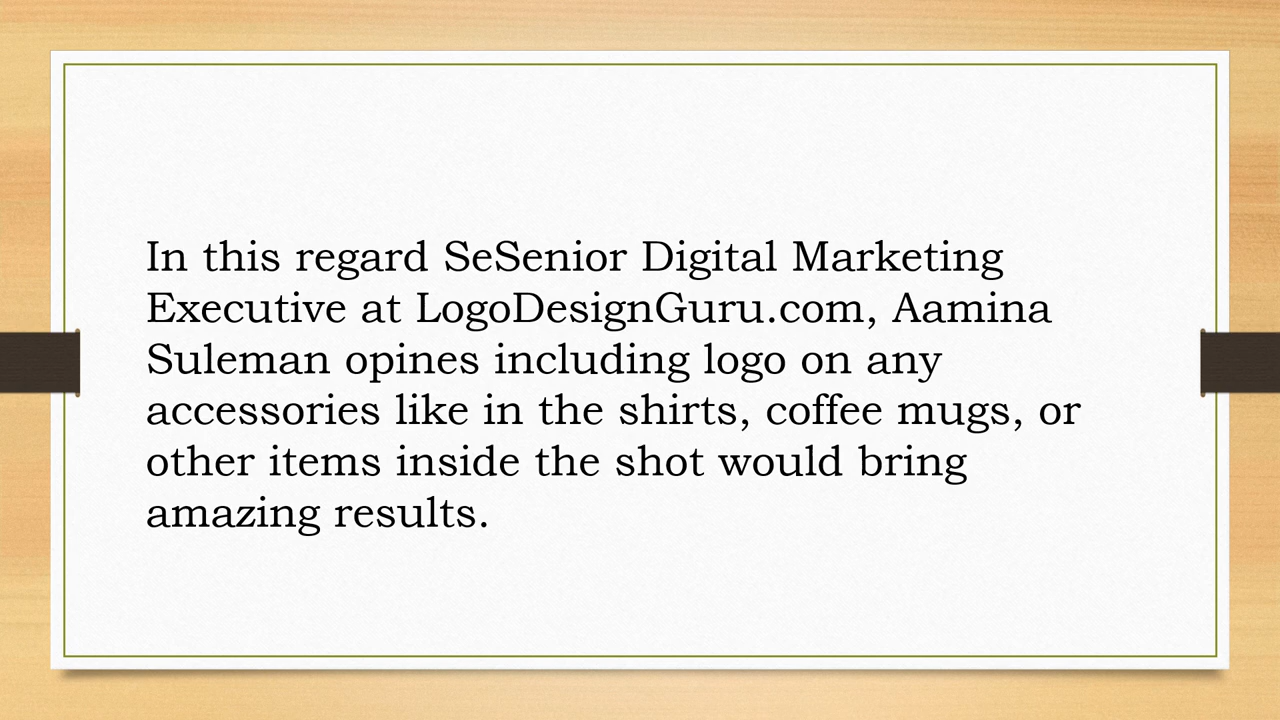 In this regard SeSenior Digital Marketing
Executive at LogoDesignGuru.com, Aamina
Suleman opines including logo on any
accessories like in the shirts, coffee mugs, or
other items inside the shot would bring
amazing results.